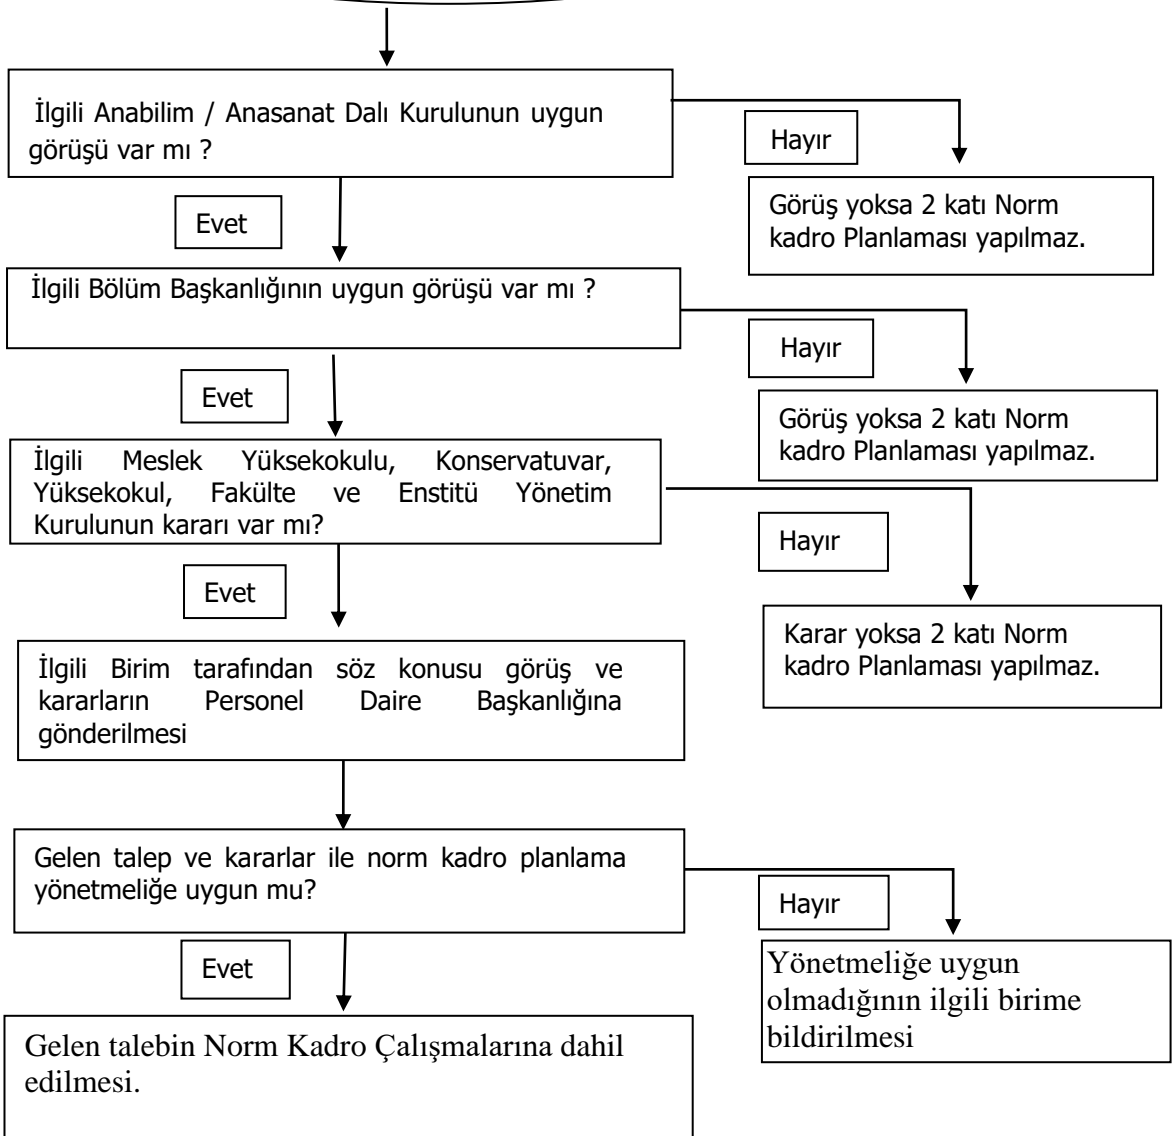 İlgili Anabilim / Anasanat Dalı Kurulunun uygun
görüşü var mı ?
Hayır
Görüş yoksa 2 katı Norm
kadro Planlaması yapılmaz.
Evet
İlgili Bölüm Başkanlığının uygun görüşü var mı ?
Hayır
Görüş yoksa 2 katı Norm
kadro Planlaması yapılmaz.
Evet
İlgili Meslek Yüksekokulu, Konservatuvar,
Yüksekokul, Fakülte ve Enstitü Yönetim
Kurulunun kararı var mı?
Hayır
Karar yoksa 2 katı Norm
kadro Planlaması yapılmaz.
Evet
İlgili Birim tarafından söz konusu görüş ve
kararların Personel Daire Başkanlığına
gönderilmesi
Gelen talep ve kararlar ile norm kadro planlama
yönetmeliğe uygun mu?
Hayır
Yönetmeliğe uygun
olmadığının ilgili birime
bildirilmesi
Evet
Gelen talebin Norm Kadro Çalışmalarına dahil
edilmesi.